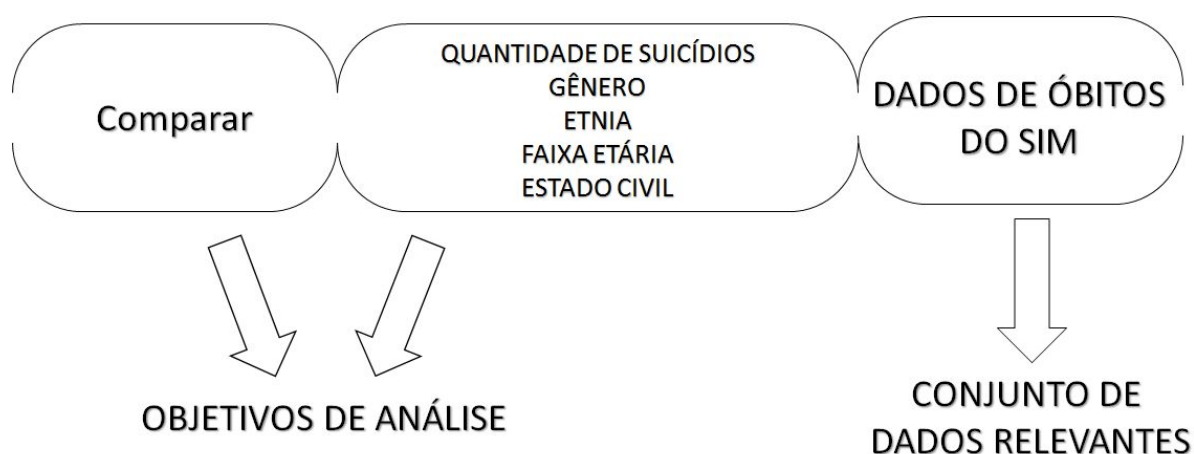 Comparar
QUANTIDADE DE SUICÍDIOS
GÊNERO
ETNIA
FAIXA ETÁRIA
ESTADO CIVIL
DADOS DE ÓBITOS
DO SIM
OBJETIVOS DE ANÁLISE
CONJUNTO DE
DADOS RELEVANTES